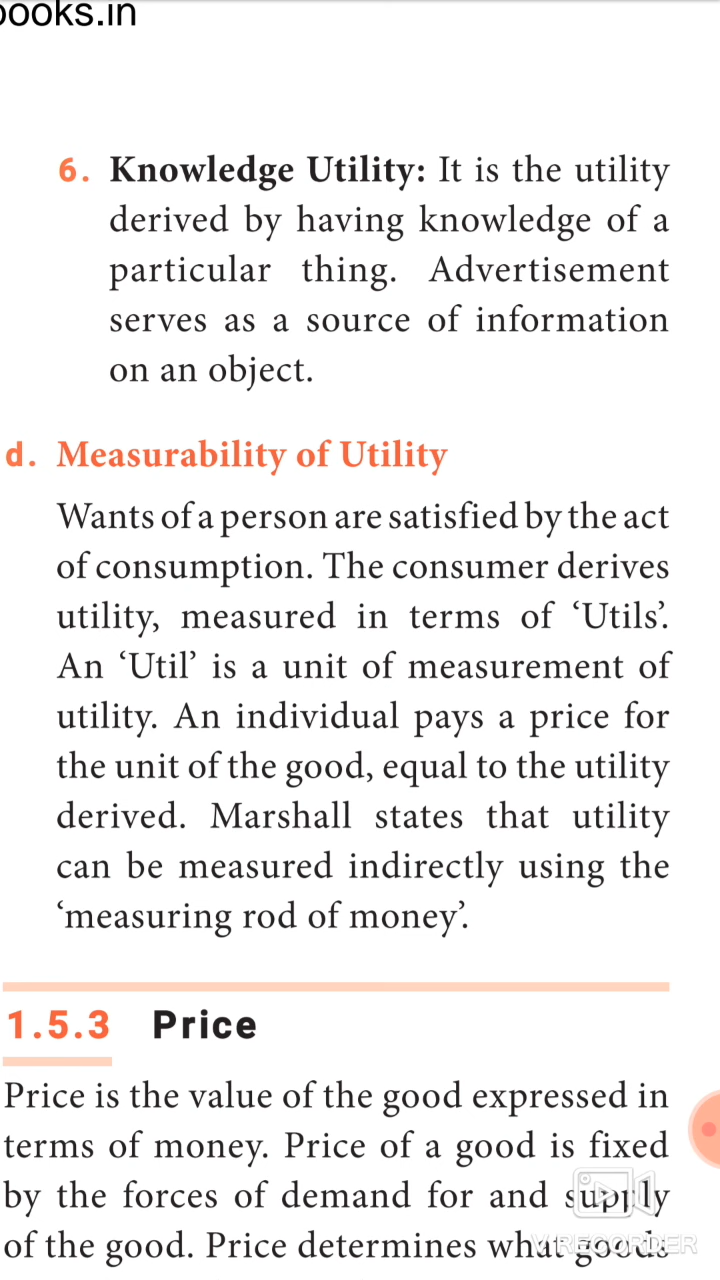 ooks.in
6. Knowledge Utility: It is the utility
derived by having knowledge of a
particular thing. Advertisement
serves as a source of information
on an object.
d. Measurability of Utility
Wants of a person are satisfied by the act
of consumption. The consumer derives
utility, measured in terms of ‘Utils’.
An ‘Util’ is a unit of measurement of
utility. An individual pays a price for
the unit of the good, equal to the utility
derived. Marshall states that utility
can be measured indirectly using the
‘measuring rod of money’.
1.5.3 Price
Price is the value of the good expressed in
terms of money. Price of a good is fixed
by the forces of demand for and supply
of the good. Price determines what goods
RECORDER